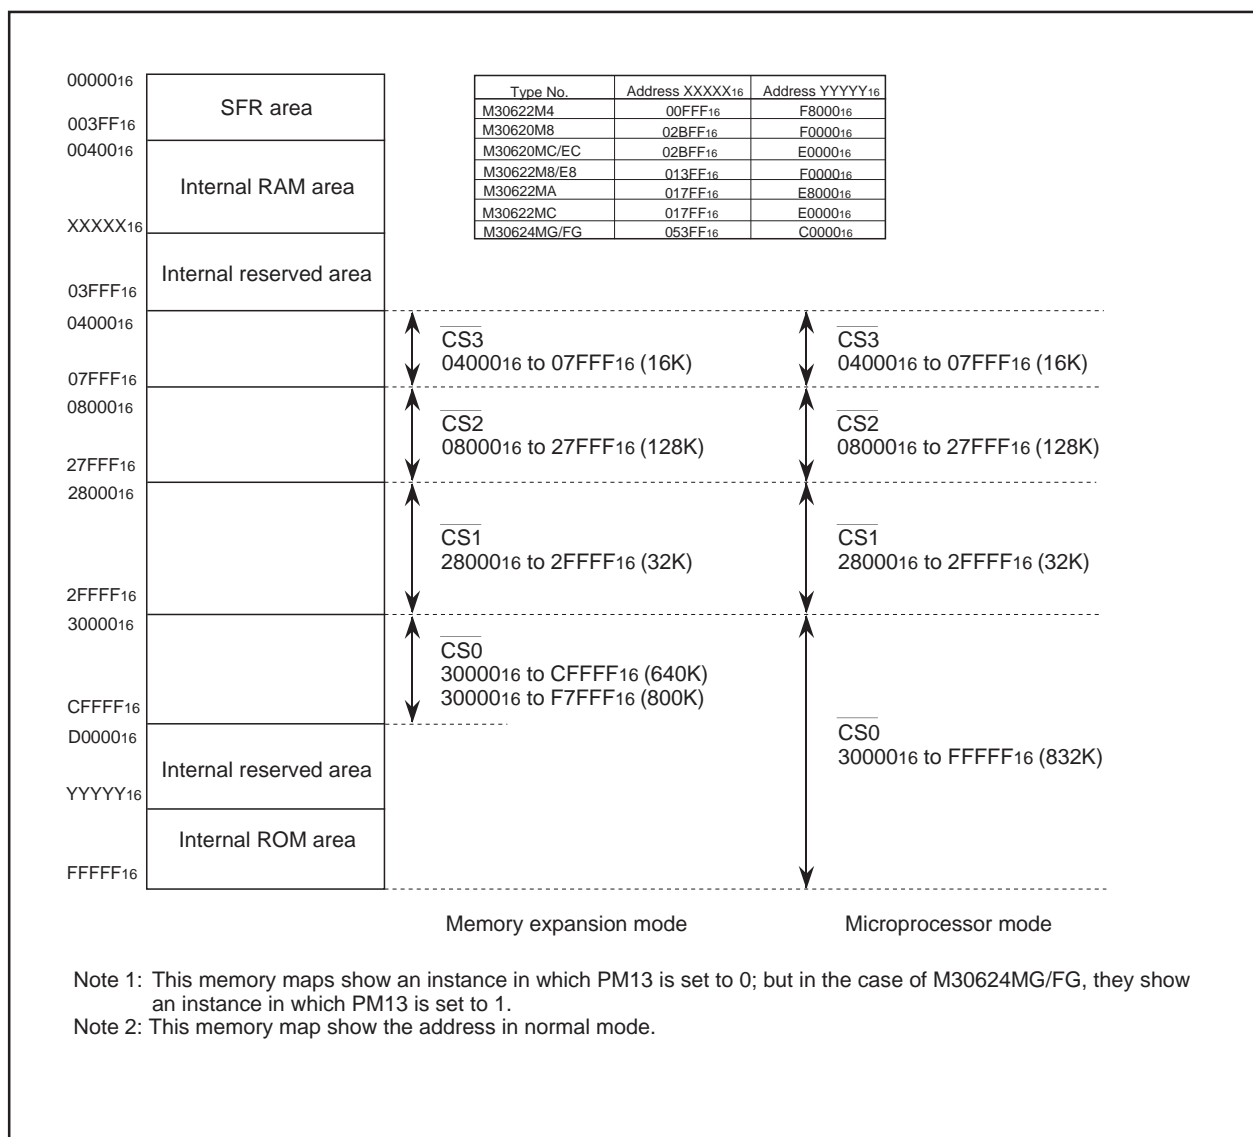 0000016
SFR area
003FF16
0040016
Internal RAM area
XXXXX16
Internal reserved area
03FFF16
0400016
07FFF16
0800016
27FFF16
2800016
2FFFF16
3000016
CFFFF16
D000016
Internal reserved area
YYYYY16
Internal ROM area
FFFFF16
Type No. Address XXXXX16 Address YYYYY16
M30622M4 00FFF16 F800016
M30620M8 02BFF16 F000016
M30620MC/EC 02BFF16 E000016
M30622M8/E8 013FF16 F000016
M30622MA 017FF16 E800016
M30622MC 017FF16 E000016
M30624MG/FG 053FF16 C000016
CS3
0400016 to 07FFF16 (16K)
CS2
0800016 to 27FFF16 (128K)
CS1
2800016 to 2FFFF16 (32K)
CS0
3000016 to CFFFF16 (640K)
3000016 to F7FFF16 (800K)
Memory expansion mode
CS3
0400016 to 07FFF16 (16K)
CS2
0800016 to 27FFF16 (128K)
CS1
2800016 to 2FFFF16 (32K)
CS0
3000016 to FFFFF16 (832K)
Microprocessor mode
Note 1: This memory maps show an instance in which PM13 is set to 0; but in the case of M30624MG/FG, they show
an instance in which PM13 is set to 1.
Note 2: This memory map show the address in normal mode.